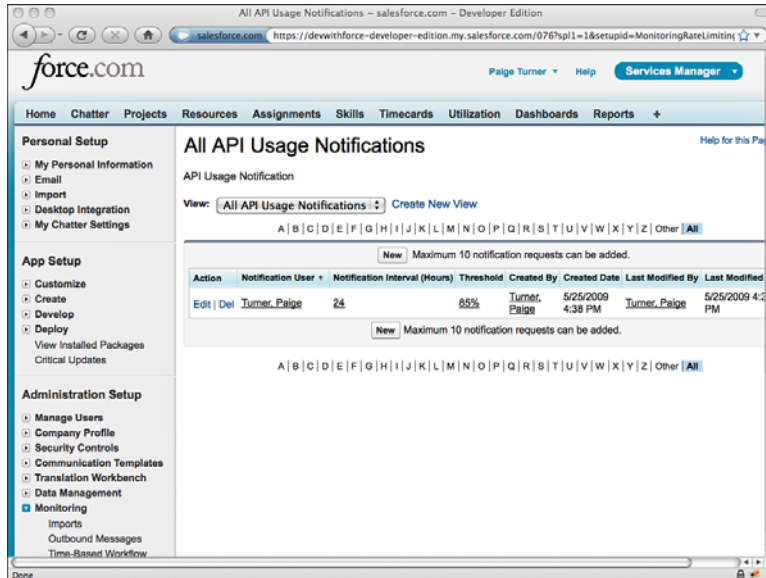 All API Usage Notifications ~ salesforce.com – Developer Edition
salesforce.com https://devwithforce-developer-edition.my.salesforce.com/076?spl1=1&setupid=MonitoringRateLimiting
force.com
Paige Turner Help Services Manager
Home Chatter Projects Resources Assignments Skills Timecards Utilization Dashboards Reports +
Personal Setup
My Personal Information
Email
Import
Desktop Integration
My Chatter Settings
App Setup
Customize
Create
Develop
Deploy
View Installed Packages
Critical Updates
Administration Setup
Manage Users
Company Profile
Security Controls
Communication Templates
Translation Workbench
Data Management
Monitoring
Imports
Outbound Messages
Time-Based Workflow
All API Usage Notifications
Help for this Pa
API Usage Notification
View: All API Usage Notifications Create New View
A | B | C | D | E | F | G | H | I | J | K | L | M | N | O | P | Q | R | S | T | U | V | W | X | Y | Z | Other | All
New Maximum 10 notification requests can be added.
Action Notification User + Notification Interval (Hours) Threshold Created By Created Date Last Modified By Last Modified
Edit | Del Turner, Paige 24 85% Turner, Paige 5/25/2009 4:38 PM Turner, Paige 5/25/2009 4:3 PM
New Maximum 10 notification requests can be added.
A | B | C | D | E | F | G | H | I | J | K | L | M | N | O | P | Q | R | S | T | U | V | W | X | Y | Z | Other | All
Done